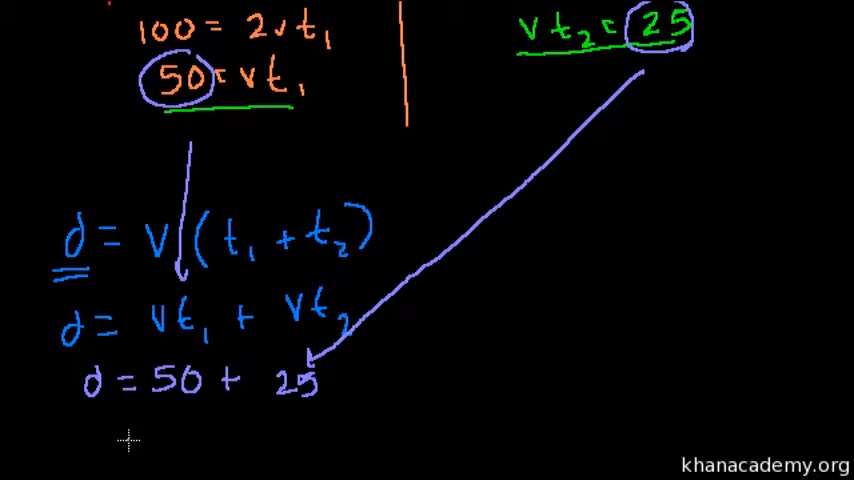 100 = 2vt₁
50 = vt₁
vt₂ = 25
d = v(t₁ + t₂)
d = vt₁ + vt₂
d = 50 + 25
khanacademy.org